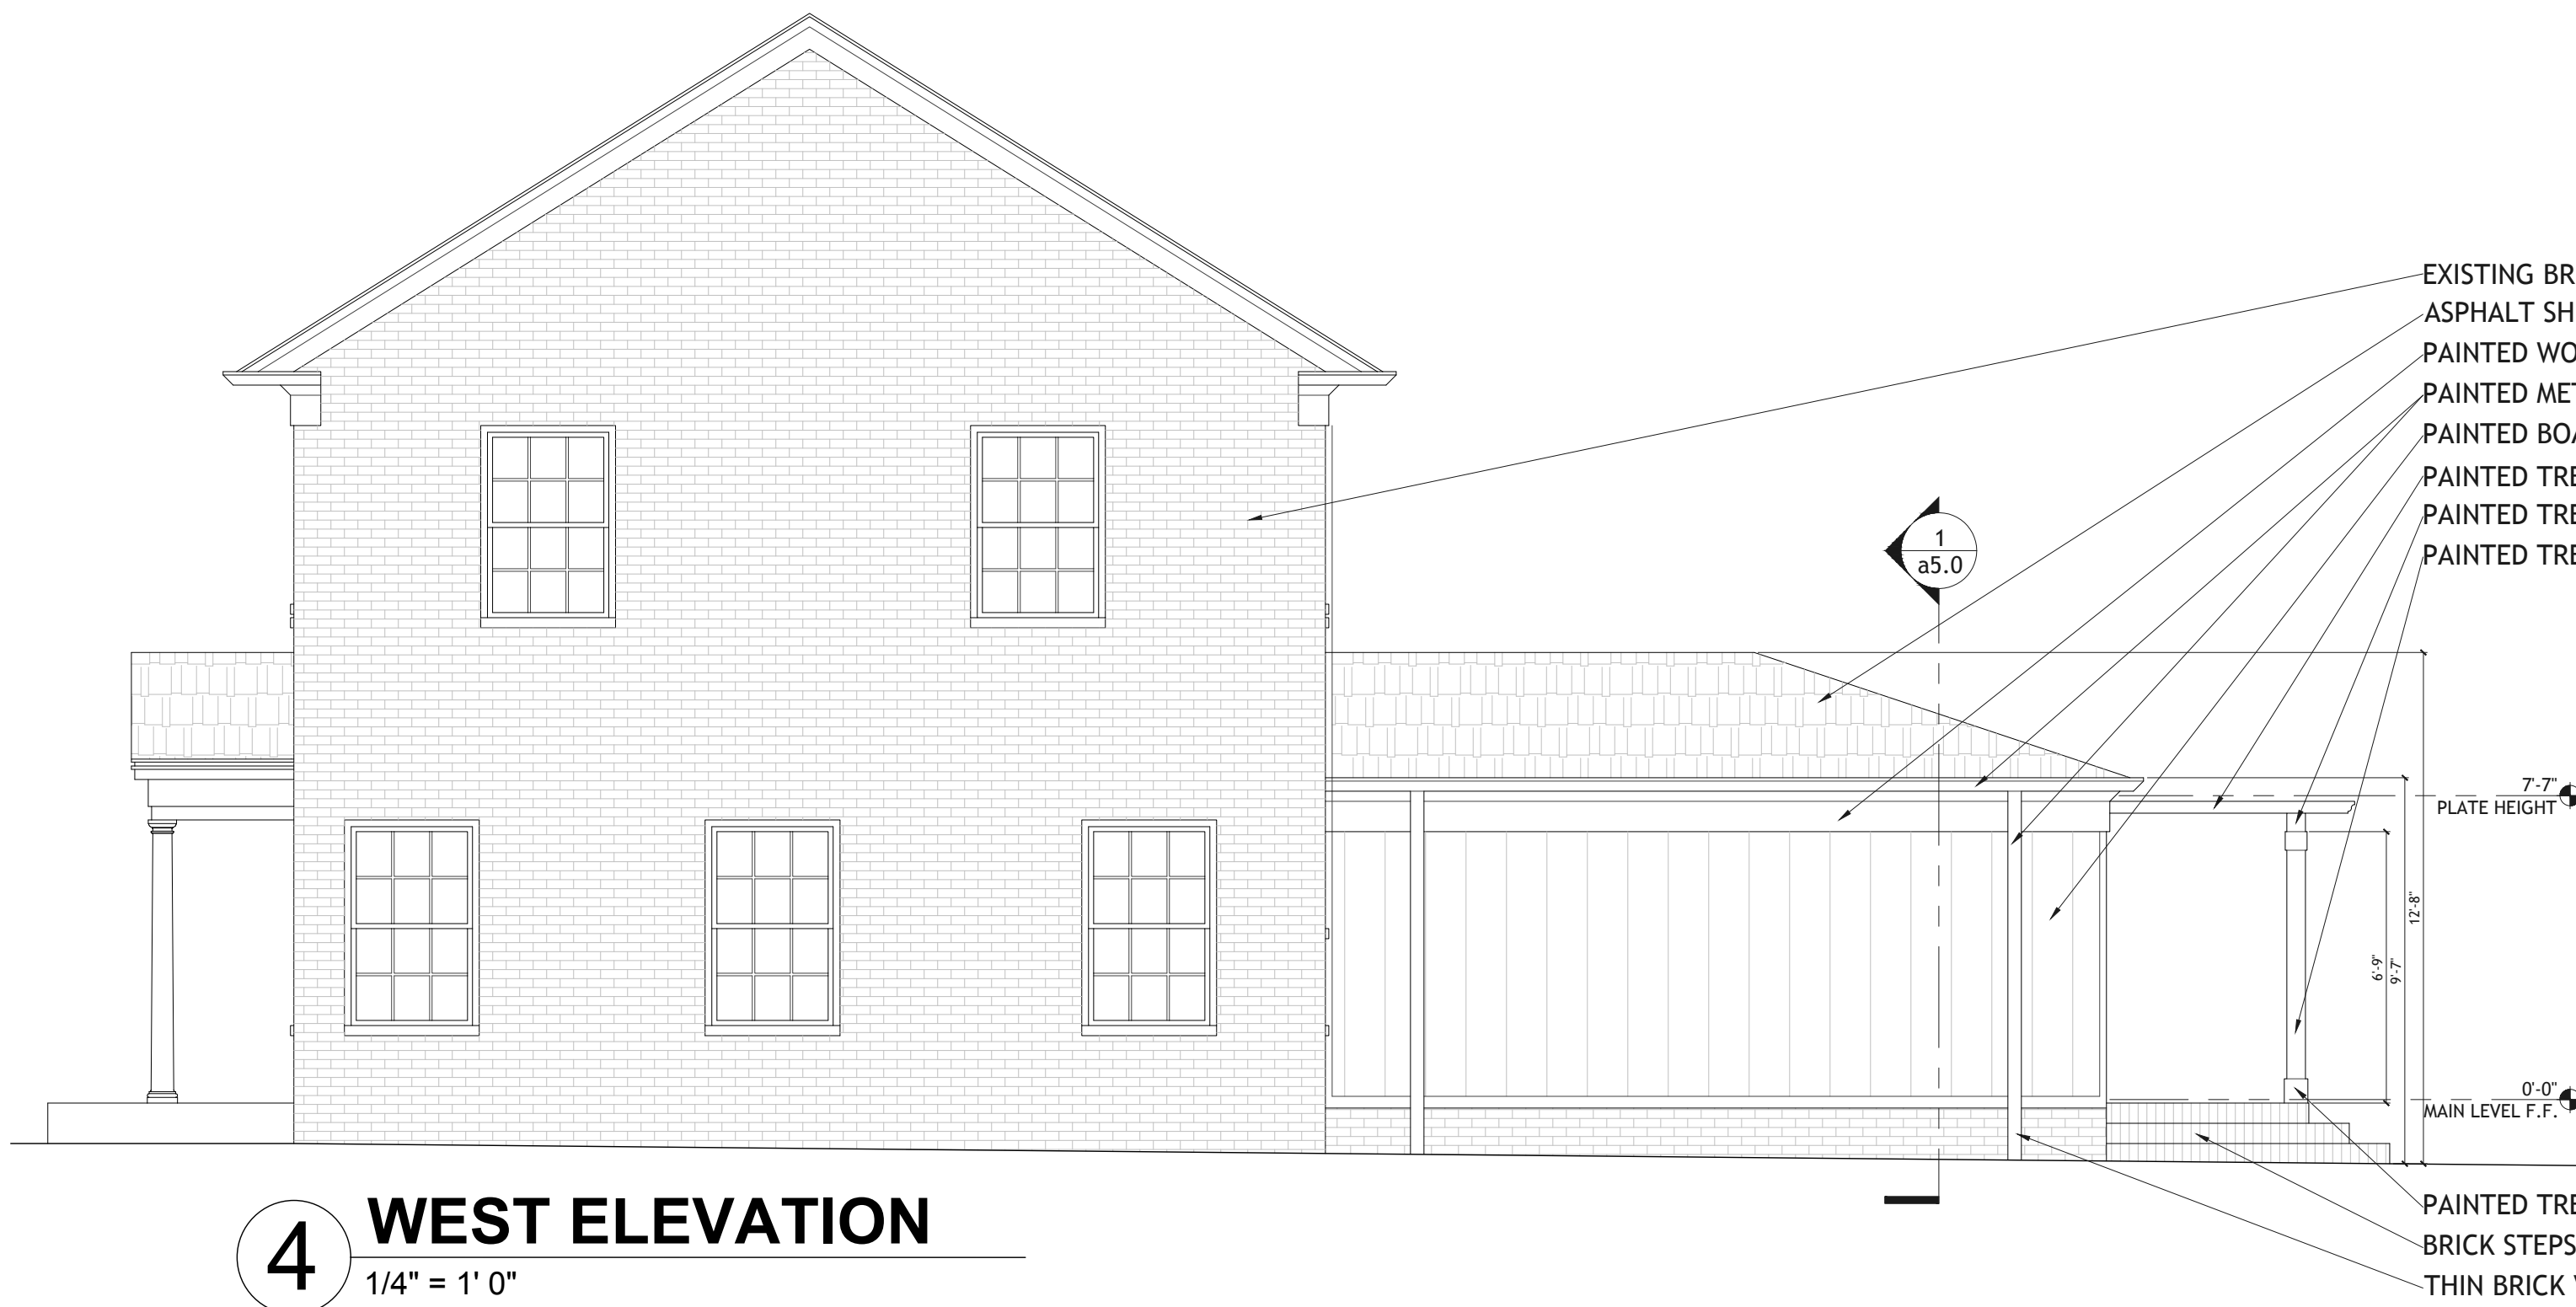 EXISTING BR
ASPHALT SH
PAINTED WO
PAINTED MET
PAINTED BOA
PAINTED TRE
PAINTED TRE
PAINTED TRE
1
a5.0
7'-7"
PLATE HEIGHT
12'-8"
6'-9"
9'-7"
0'-0"
MAIN LEVEL F.F.
PAINTED TRE
BRICK STEPS
THIN BRICK
4
WEST ELEVATION
1/4" = 1' 0"